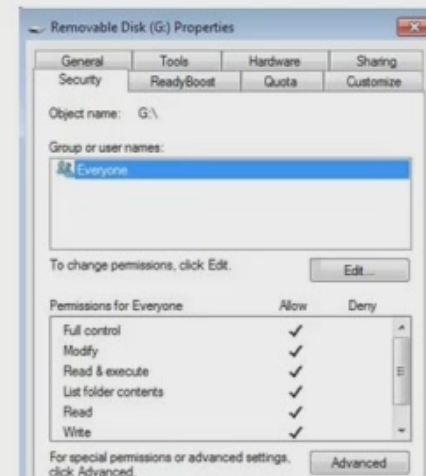 Removable Disk (G:) Properties
General Tools Hardware Sharing
Security ReadyBoost Quota Customize
Object name: G:\
Group or user names:
Everyone
To change permissions, click Edit.
Edit...
Permissions for Everyone Allow Deny
Full control
Modify
Read & execute
List folder contents
Read
Write
For special permissions or advanced settings,
click Advanced.
Advanced